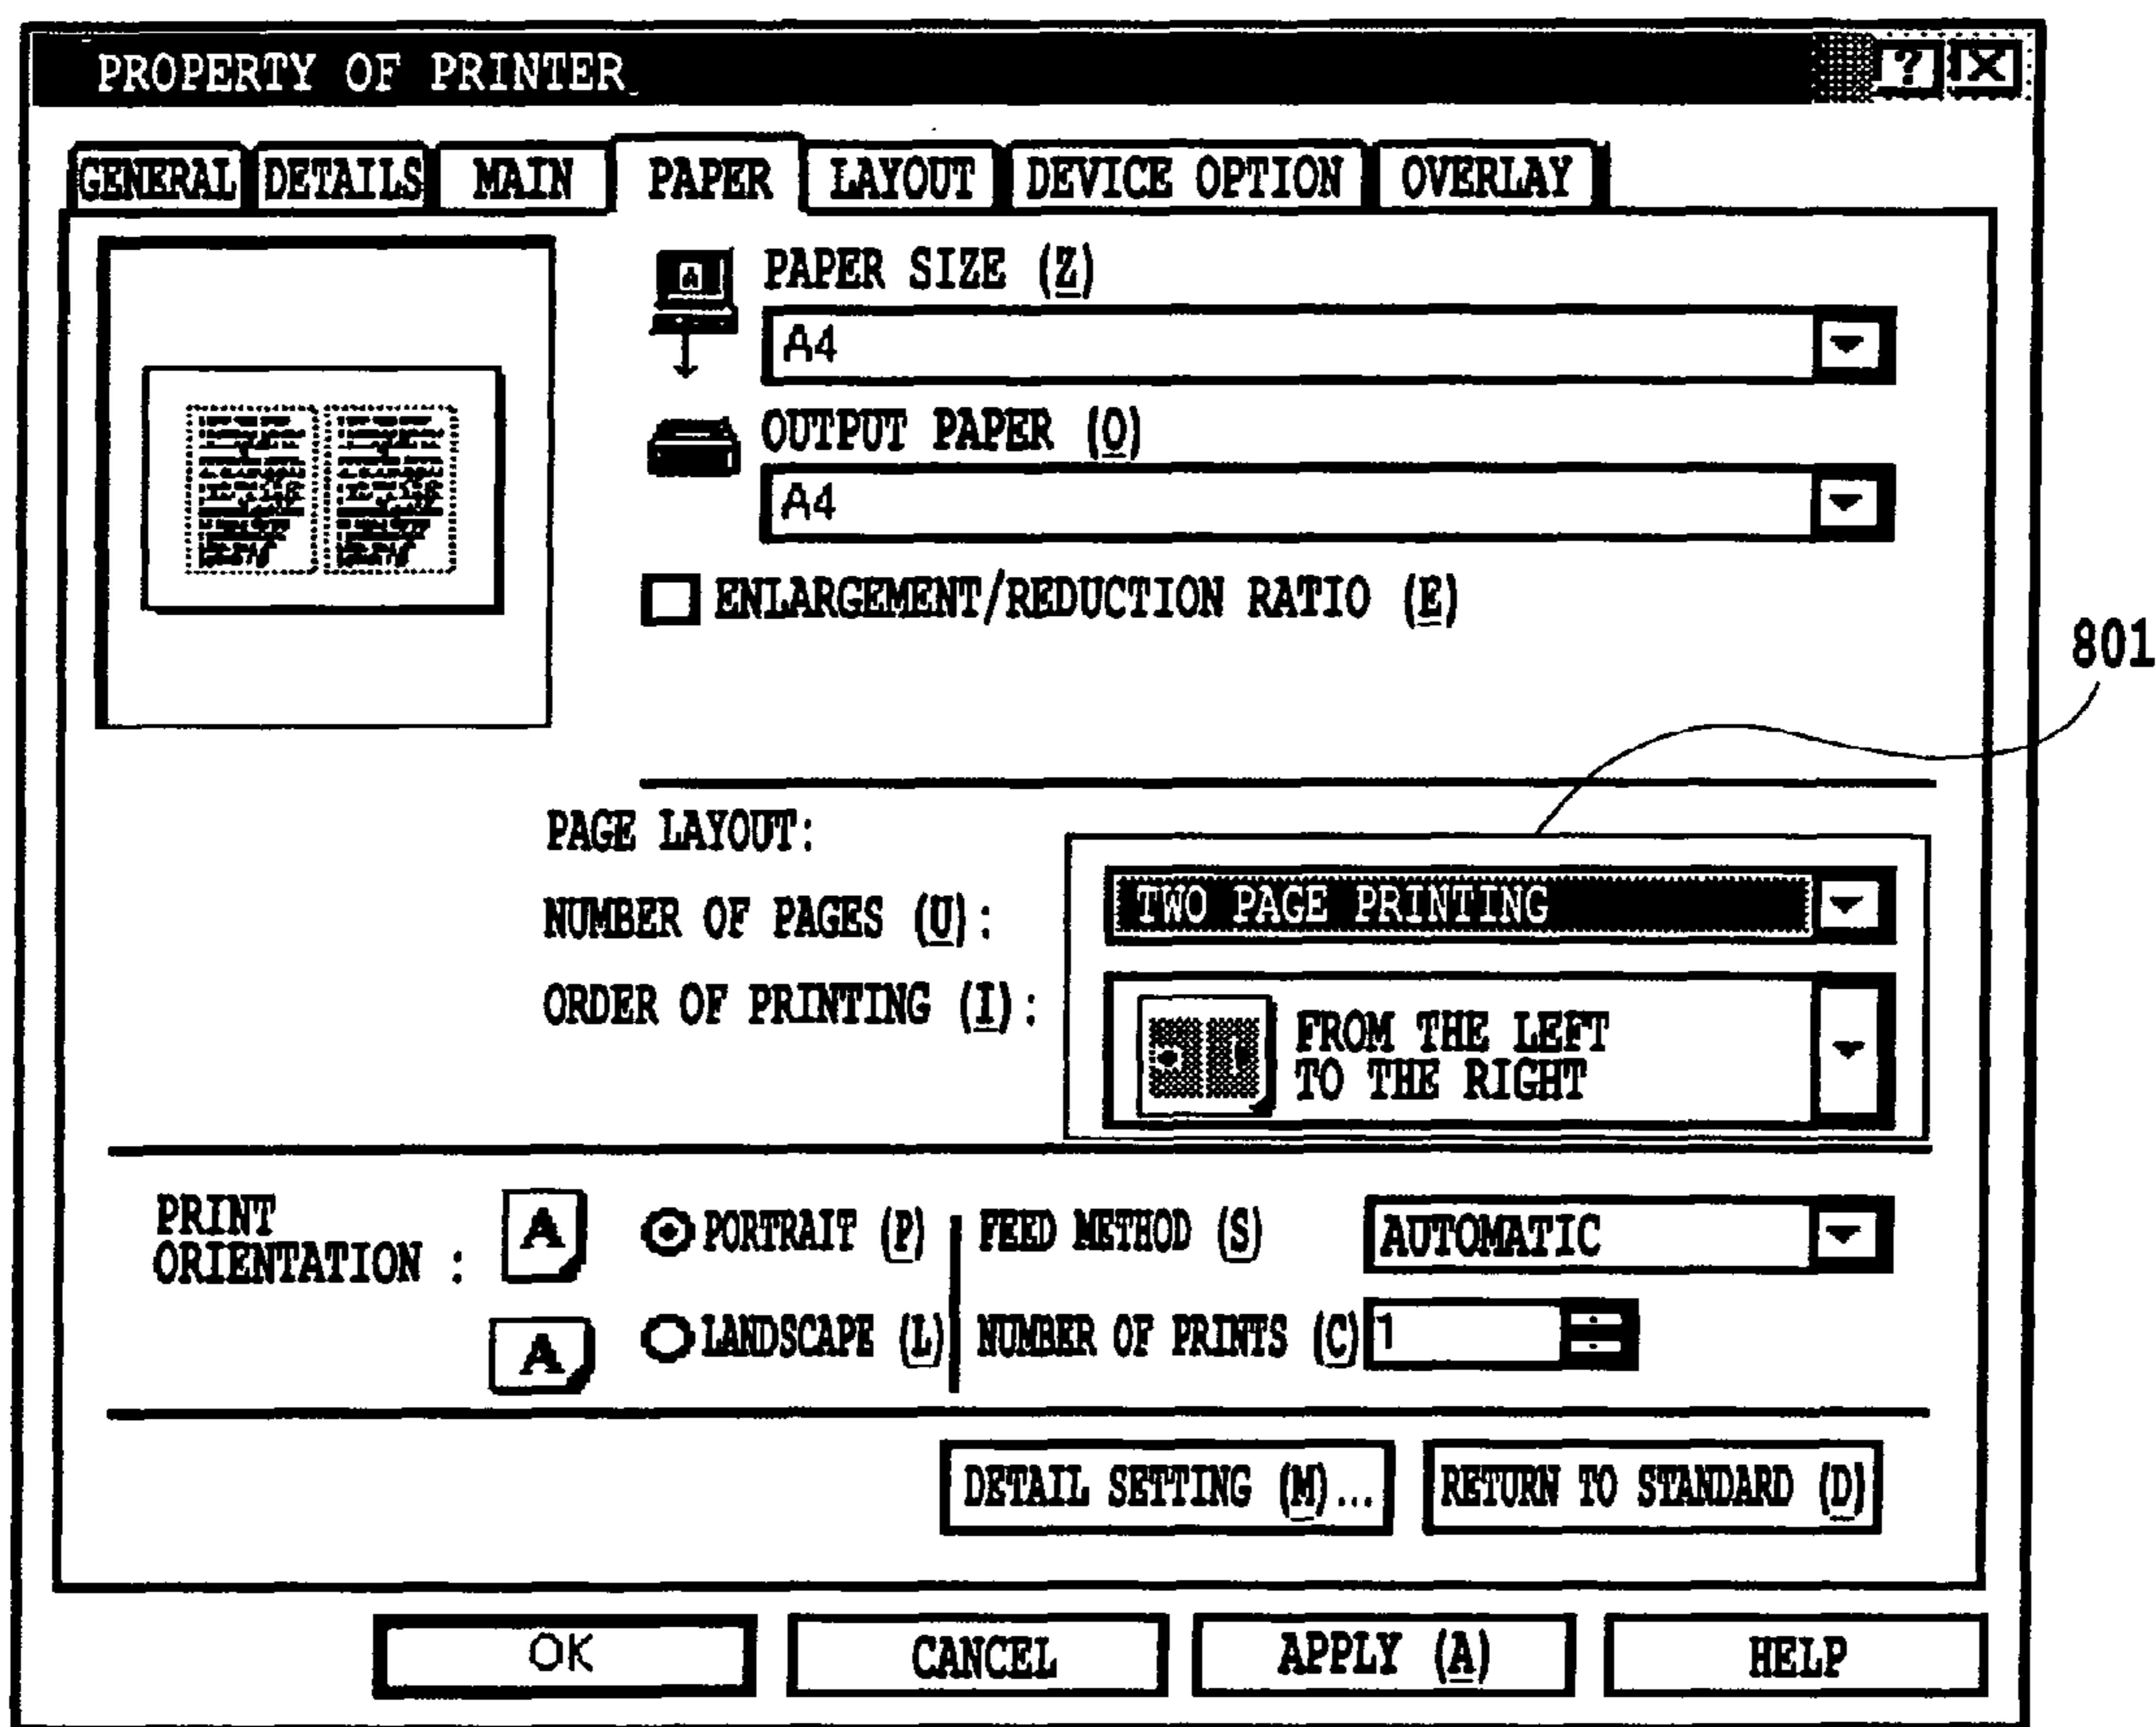 PROPERTY OF PRINTER
? X
GENERAL DETAILS MAIN PAPER LAYOUT DEVICE OPTION OVERLAY
A
PAPER SIZE (Z)
A4
OUTPUT PAPER (O)
A4
ENLARGEMENT/REDUCTION RATIO (E)
801
PAGE LAYOUT:
NUMBER OF PAGES (U): TWO PAGE PRINTING
ORDER OF PRINTING (I):
FROM THE LEFT
TO THE RIGHT
PRINT
ORIENTATION :
A PORTRAIT (P) FEED METHOD (S) AUTOMATIC
A LANDSCAPE (L) NUMBER OF PRINTS (C) 1
DETAIL SETTING (M)... RETURN TO STANDARD (D)
OK CANCEL APPLY (A) HELP